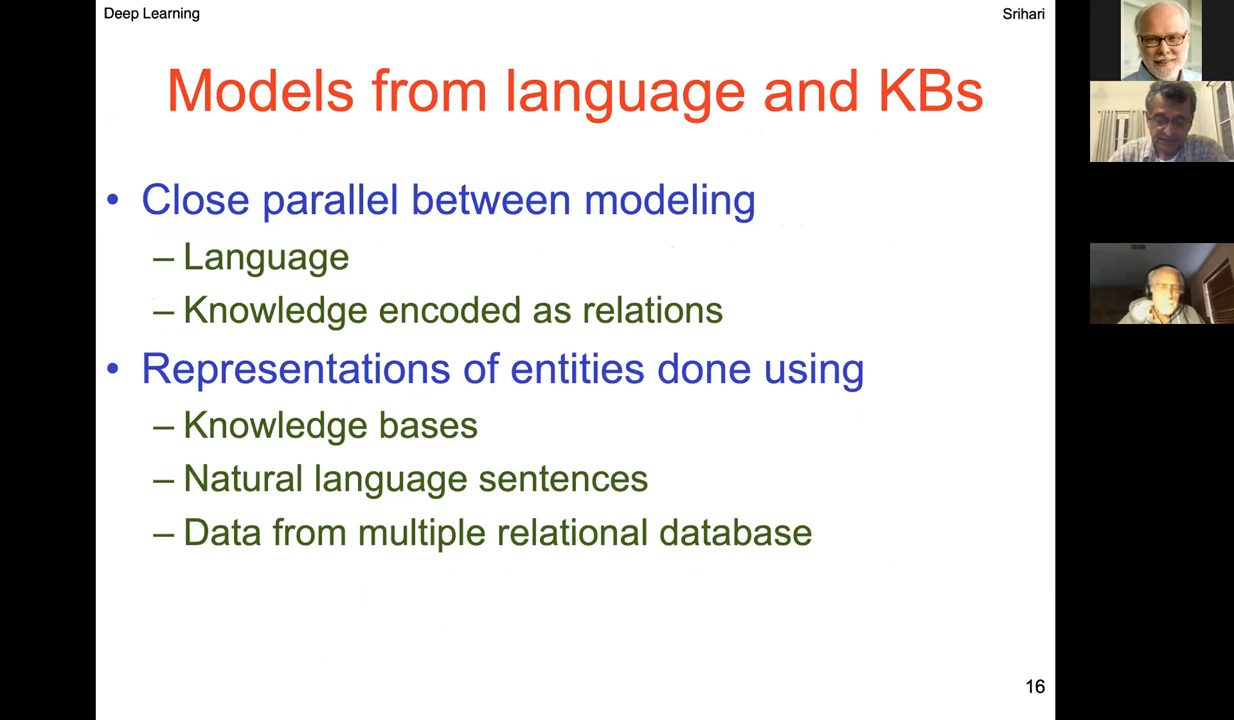 Deep Learning
Srihari
Models from language and KBs
• Close parallel between modeling
– Language
– Knowledge encoded as relations
• Representations of entities done using
– Knowledge bases
– Natural language sentences
– Data from multiple relational database
16